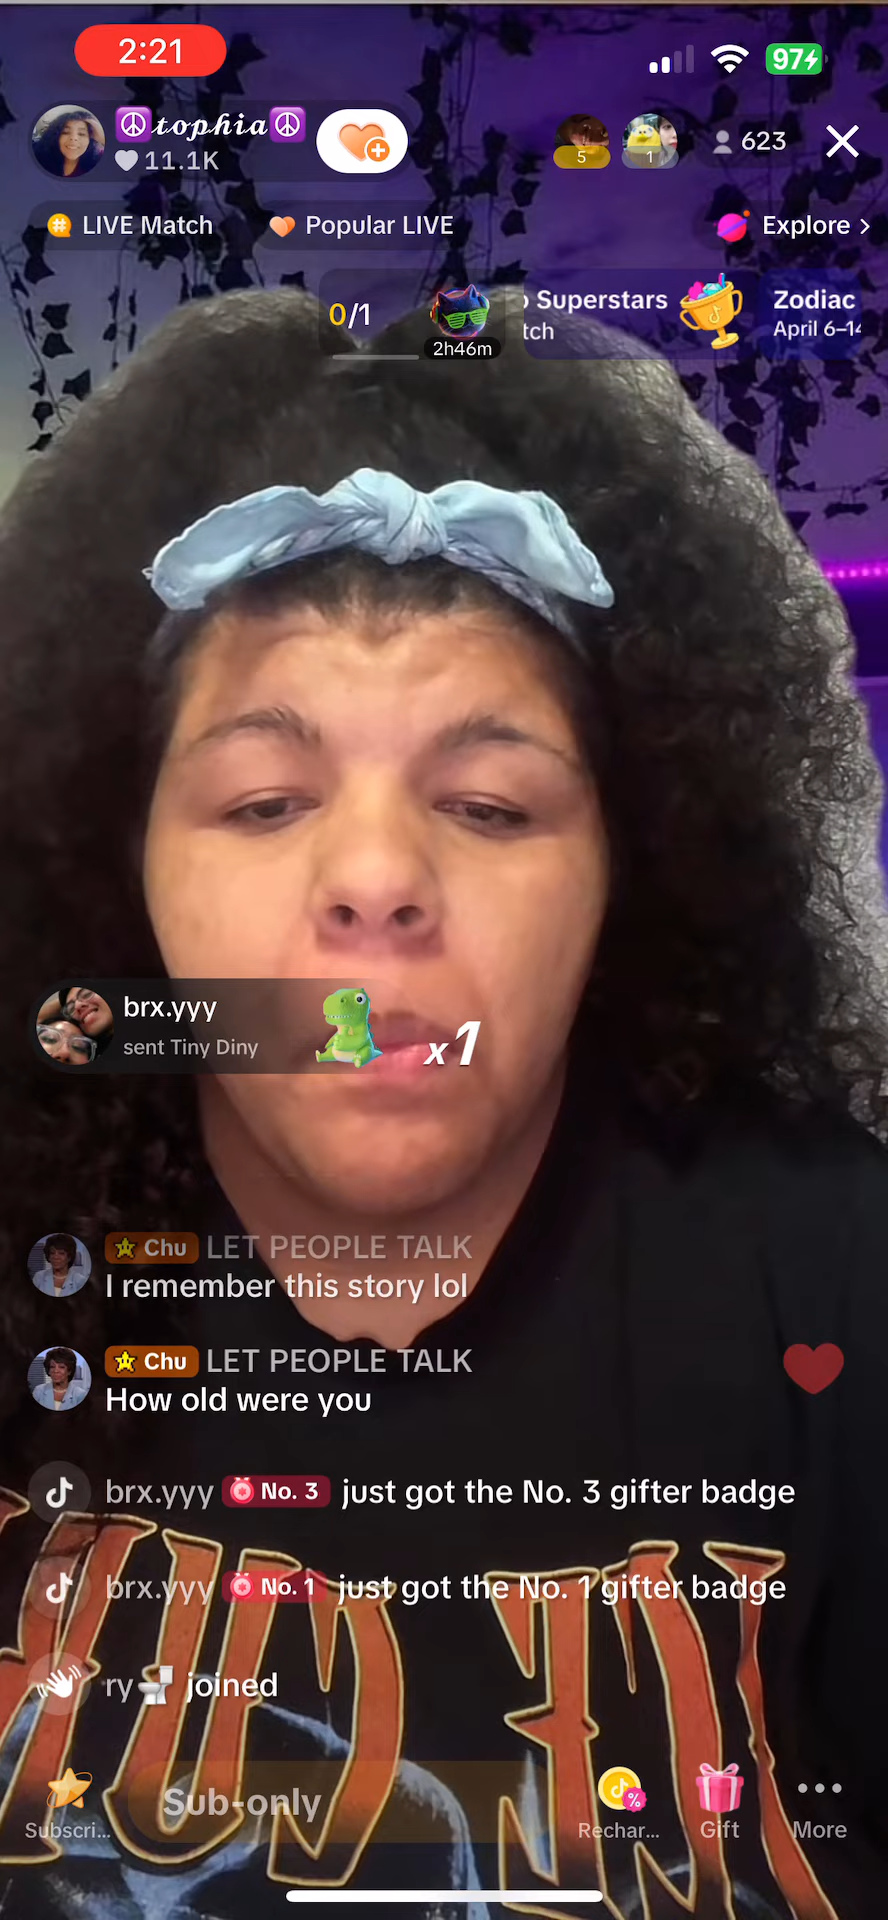 2:21
97
☮️𝓽𝓸𝓹𝓱𝓲𝓪☮️
11.1K
5
1
623
LIVE Match
Popular LIVE
Explore >
0/1
2h46m
Superstars
tch
Zodiac
April 6–14
brx.yyy
sent Tiny Diny
x1
Chu LET PEOPLE TALK
I remember this story lol
Chu LET PEOPLE TALK
How old were you
brx.yyy No. 3 just got the No. 3 gifter badge
brx.yyy No. 1 just got the No. 1 gifter badge
ry🚽 joined
Sub-only
Subscri...
Rechar...
Gift
More